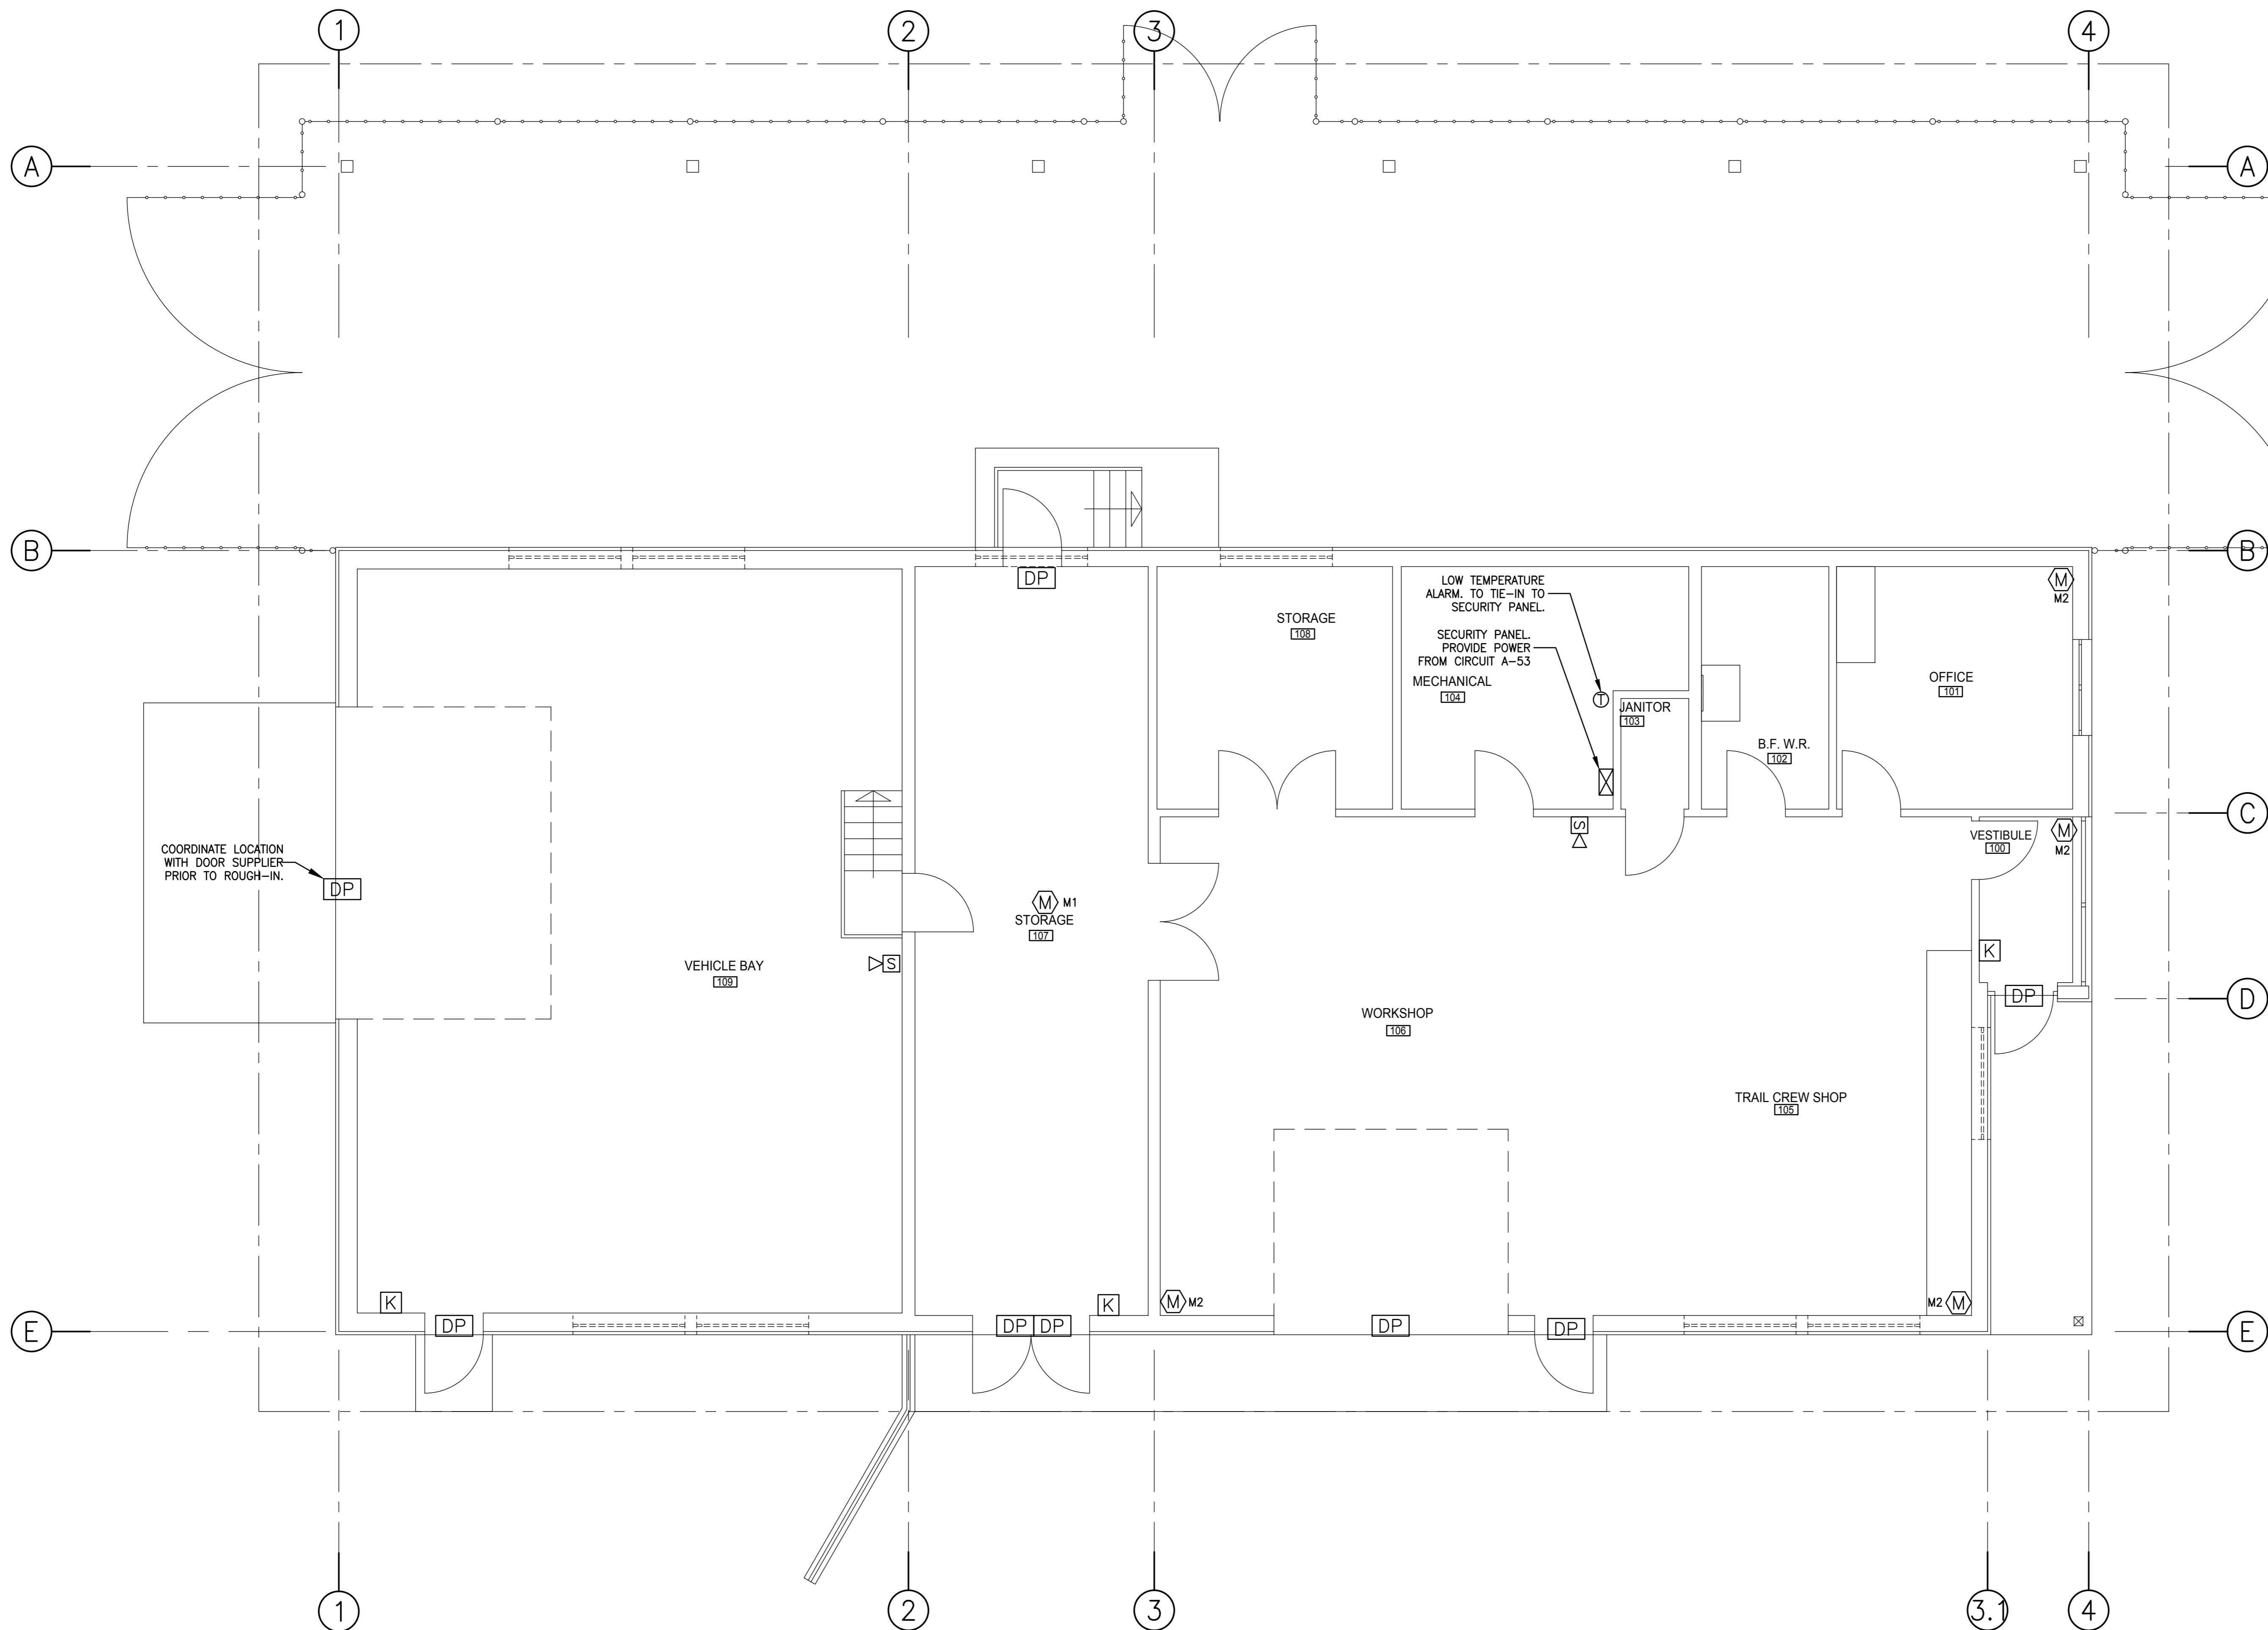 1
2
3
4
A
A
B
B
DP
LOW TEMPERATURE
ALARM. TO TIE-IN TO
SECURITY PANEL.
SECURITY PANEL.
PROVIDE POWER
FROM CIRCUIT A-53
STORAGE
108
MECHANICAL
104
T
JANITOR
103
B.F. W.R.
102
OFFICE
101
M
M2
C
VESTIBULE
100
M
M2
S
COORDINATE LOCATION
WITH DOOR SUPPLIER
PRIOR TO ROUGH-IN.
DP
M M1
STORAGE
107
VEHICLE BAY
109
S
K
DP
D
WORKSHOP
106
TRAIL CREW SHOP
105
K
DP
DP DP
K
M M2
DP
DP
M2 M
E
E
1
2
3
3.1
4